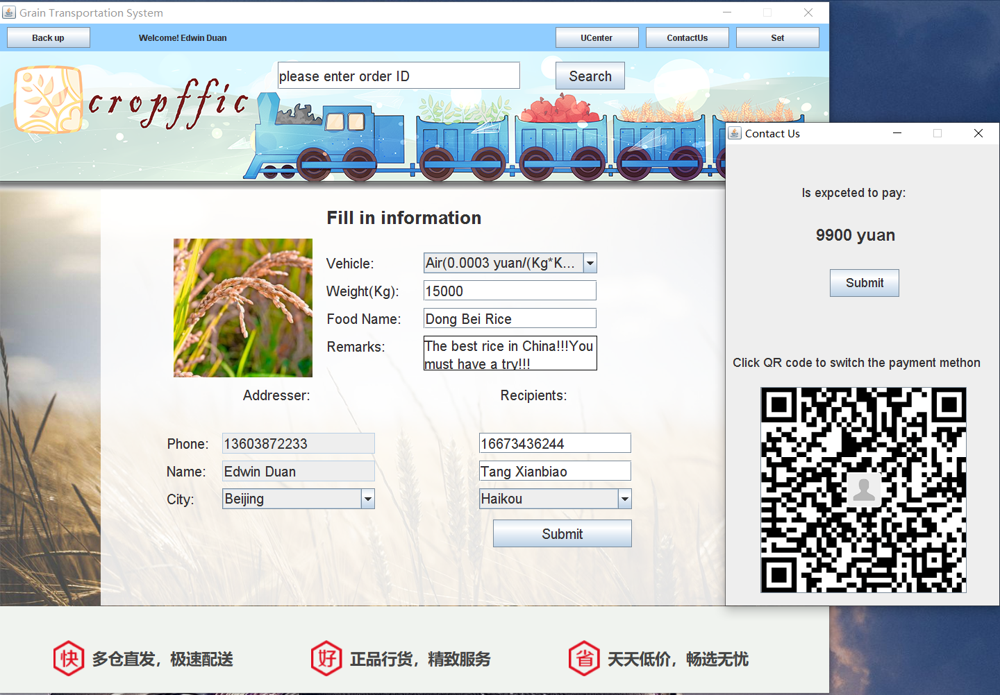 Grain Transportation System
Back up
Welcome! Edwin Duan
UCenter
ContactUs
Set
cropffic
please enter order ID
Search
Contact Us
Is expceted to pay:
9900 yuan
Submit
Click QR code to switch the payment methon
Fill in information
Vehicle:
Air(0.0003 yuan/(Kg*K...
Weight(Kg):
15000
Food Name:
Dong Bei Rice
Remarks:
The best rice in China!!!You
must have a try!!!
Addresser:
Recipients:
Phone:
13603872233
16673436244
Name:
Edwin Duan
Tang Xianbiao
City:
Beijing
Haikou
Submit
快 多仓直发，极速配送
好 正品行货，精致服务
省 天天低价，畅选无忧